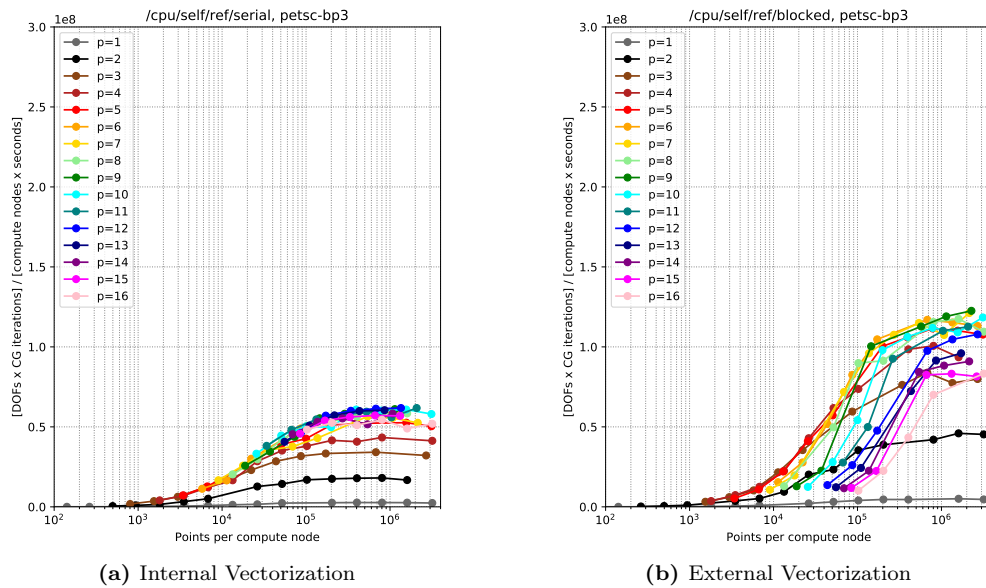 /cpu/self/ref/serial, petsc-bp3
1e8
[DOFs x CG iterations] / [compute nodes x seconds]
3.0
2.5
2.0
1.5
1.0
0.5
0.0
p=1
p=2
p=3
p=4
p=5
p=6
p=7
p=8
p=9
p=10
p=11
p=12
p=13
p=14
p=15
p=16
10^2
10^3
10^4
10^5
10^6
Points per compute node
(a) Internal Vectorization
/cpu/self/ref/blocked, petsc-bp3
1e8
[DOFs x CG iterations] / [compute nodes x seconds]
3.0
2.5
2.0
1.5
1.0
0.5
0.0
p=1
p=2
p=3
p=4
p=5
p=6
p=7
p=8
p=9
p=10
p=11
p=12
p=13
p=14
p=15
p=16
10^2
10^3
10^4
10^5
10^6
Points per compute node
(b) External Vectorization